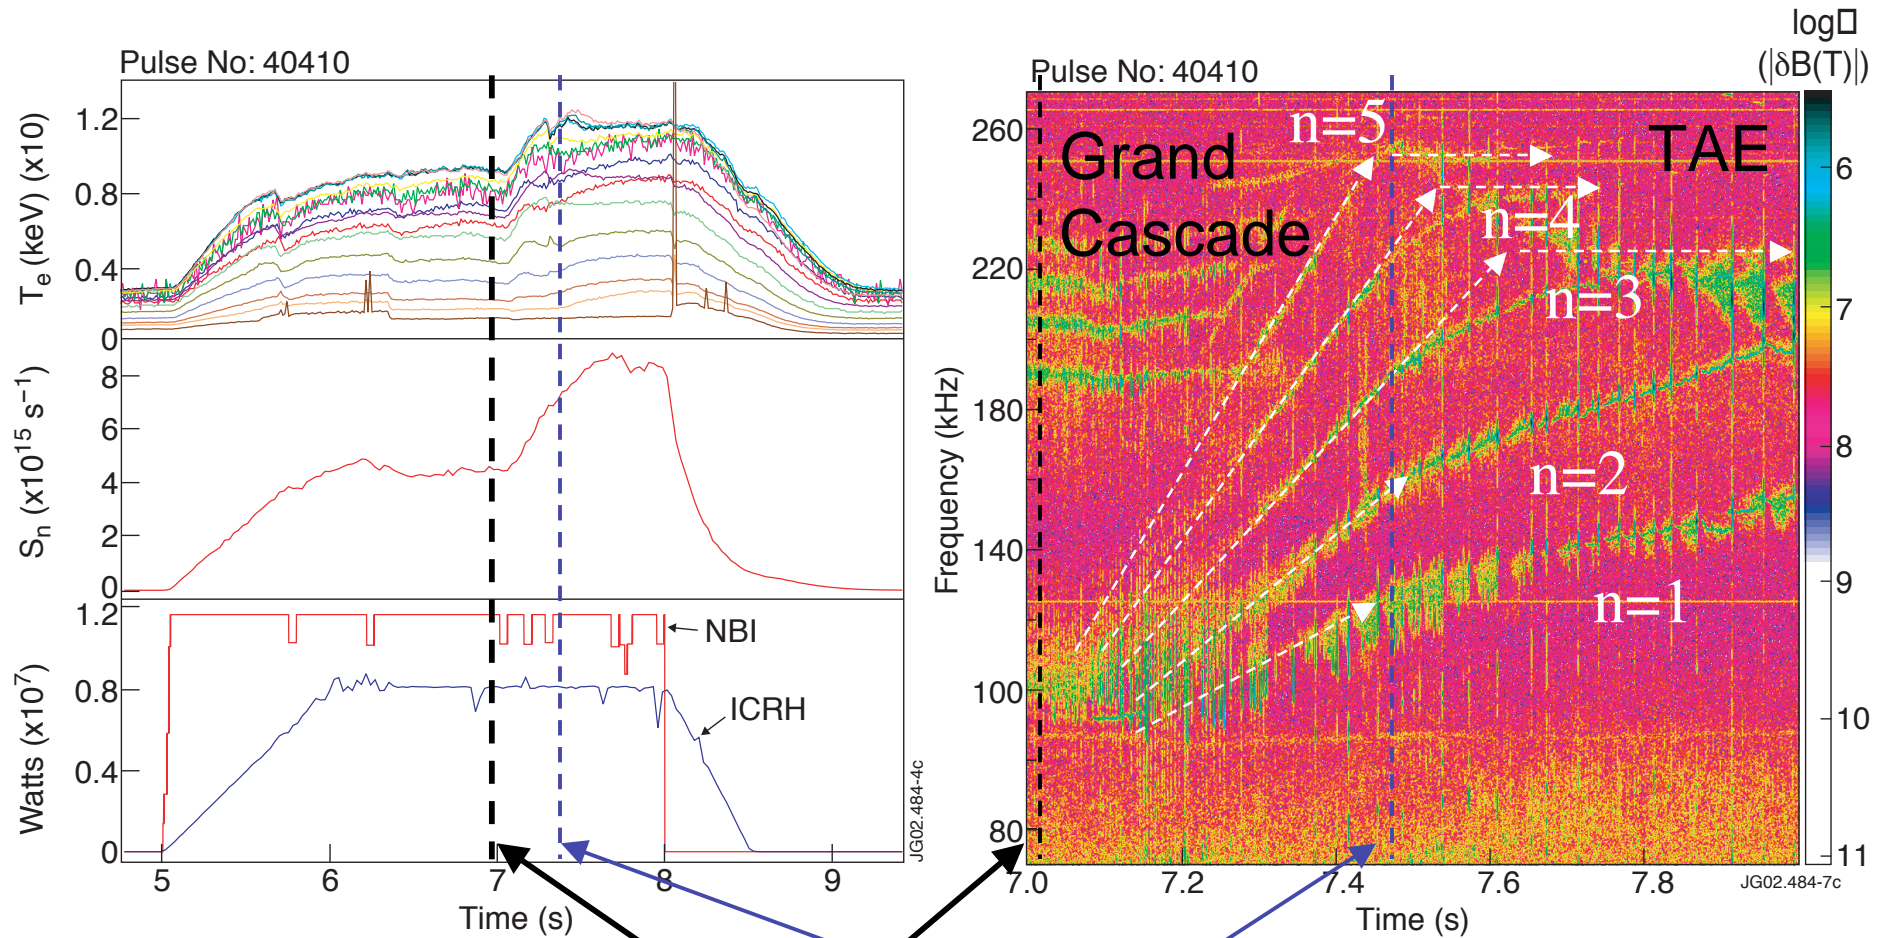 Pulse No: 40410
Te (keV) (x10)
1.2
0.8
0.4
0
Sn (x10^15 s^−1)
8
6
4
2
0
Watts (x10^7)
1.2
0.8
0.4
0
NBI
ICRH
5
6
7
8
9
Time (s)
JG02.484-4c
Pulse No: 40410
log□
(|δB(T)|)
Grand
Cascade
TAE
n=5
n=4
n=3
n=2
n=1
Frequency (kHz)
260
220
180
140
100
80
7.0
7.2
7.4
7.6
7.8
Time (s)
JG02.484-7c
6
7
8
9
10
11